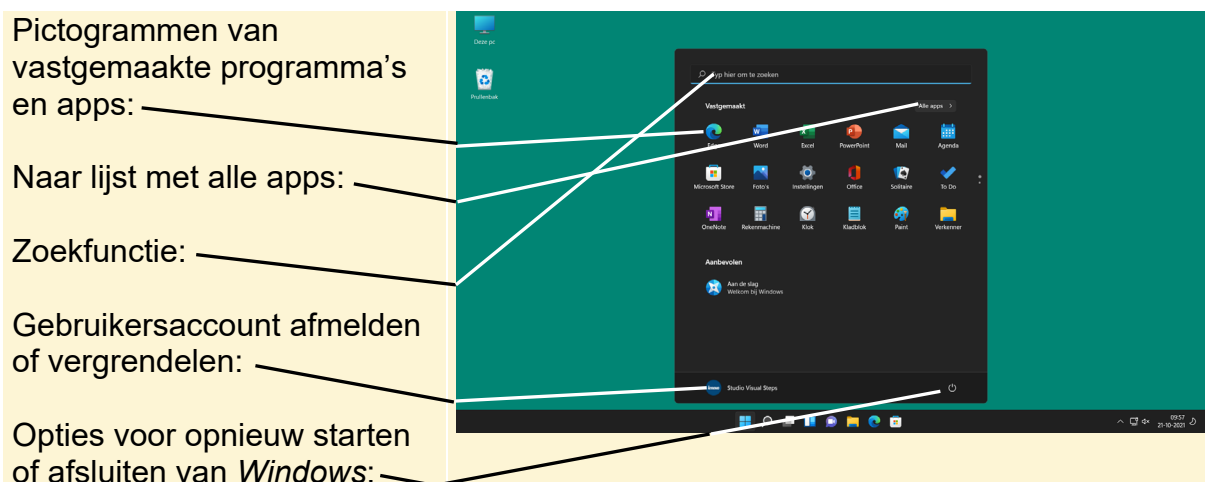 Pictogrammen van
vastgemaakte programma's
en apps:
Naar lijst met alle apps:
Zoekfunctie:
Gebruikersaccount afmelden
of vergrendelen:
Opties voor opnieuw starten
of afsluiten van Windows:
Deze pc
Prullenbak
Typ hier om te zoeken
Vastgemaakt
Alle apps >
Edge Word Excel PowerPoint Mail Agenda
Microsoft Store Foto's Instellingen Office Solitaire To Do
OneNote Rekenmachine Klok Kladblok Paint Verkenner
Aanbevolen
Aan de slag
Welkom bij Windows
Studio Visual Steps
09:57
21-10-2021